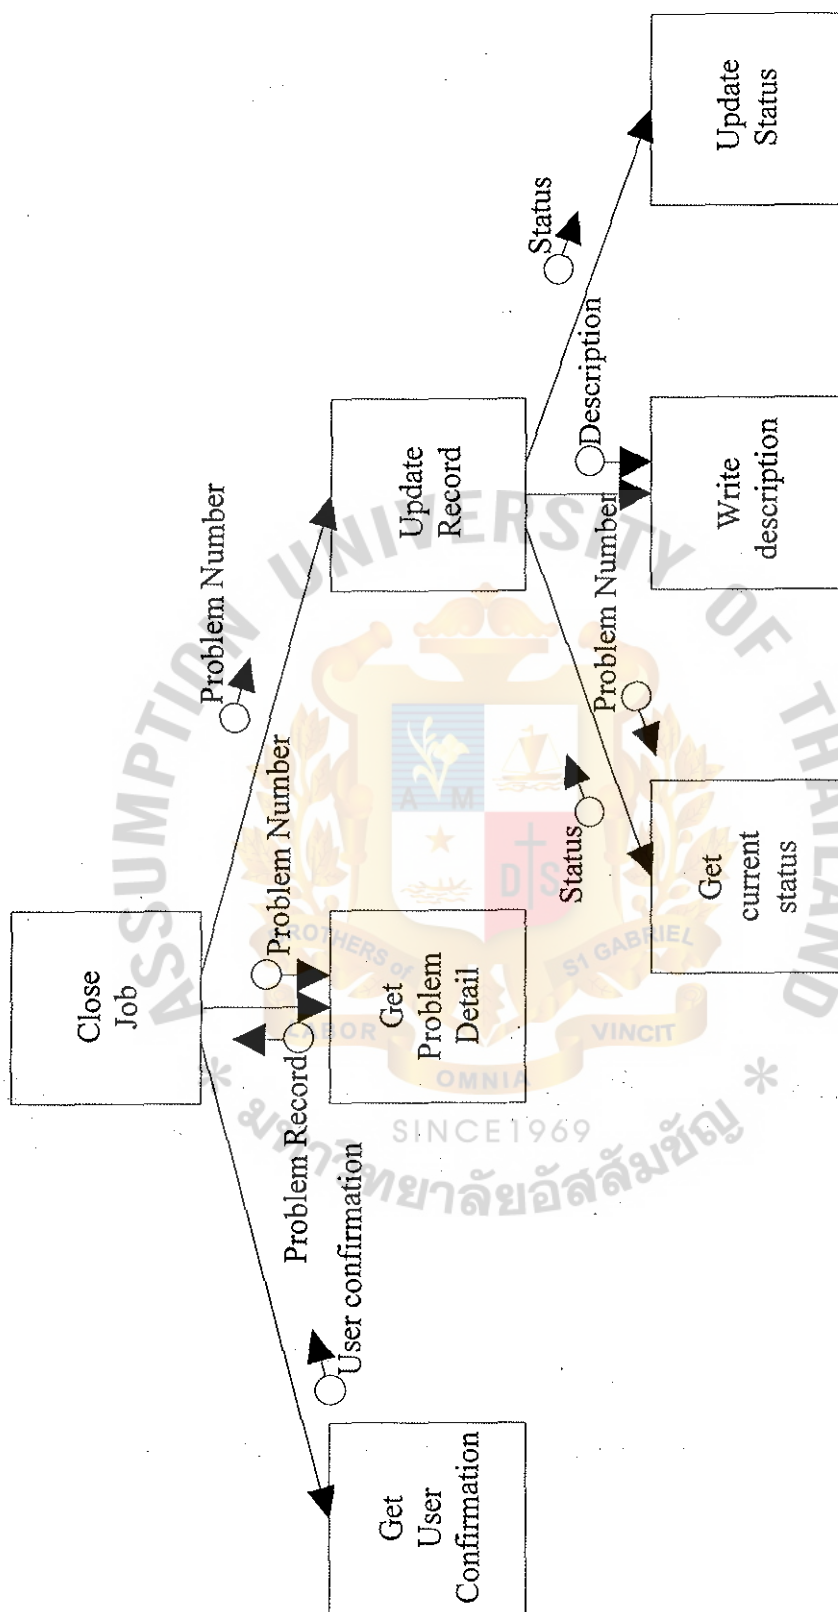 Close
Job
Problem Number
Problem Number
Problem Record
User confirmation
Get
User
Confirmation
Get
Problem
Detail
Update
Record
Status
Problem Number
Description
Status
Get
current
status
Write
description
Update
Status
ASSUMPTION UNIVERSITY OF THAILAND
A M
D S
BROTHERS of
ST GABRIEL
LABOR
OMNIA
VINCIT
SINCE1969
มหาวิทยาลัยอัสสัมชัญ